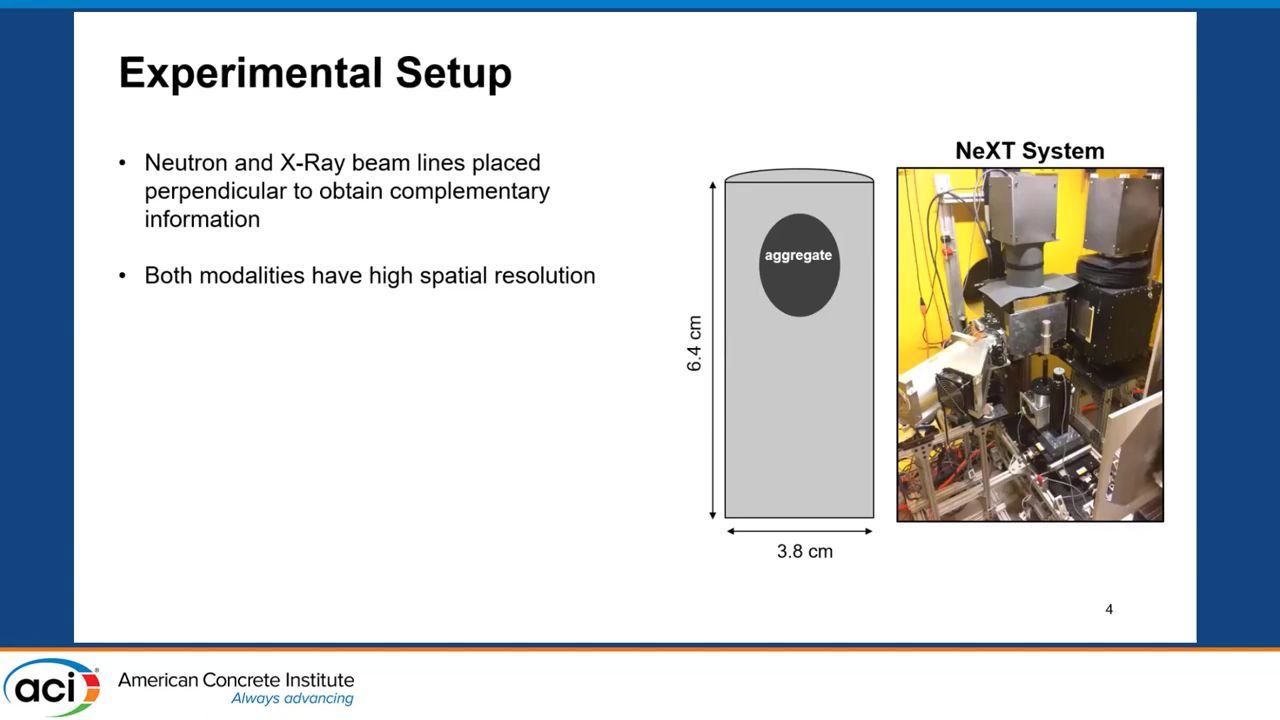 Experimental Setup
• Neutron and X-Ray beam lines placed
perpendicular to obtain complementary
information
• Both modalities have high spatial resolution
NeXT System
aggregate
6.4 cm
3.8 cm
4
aci®
American Concrete Institute
Always advancing